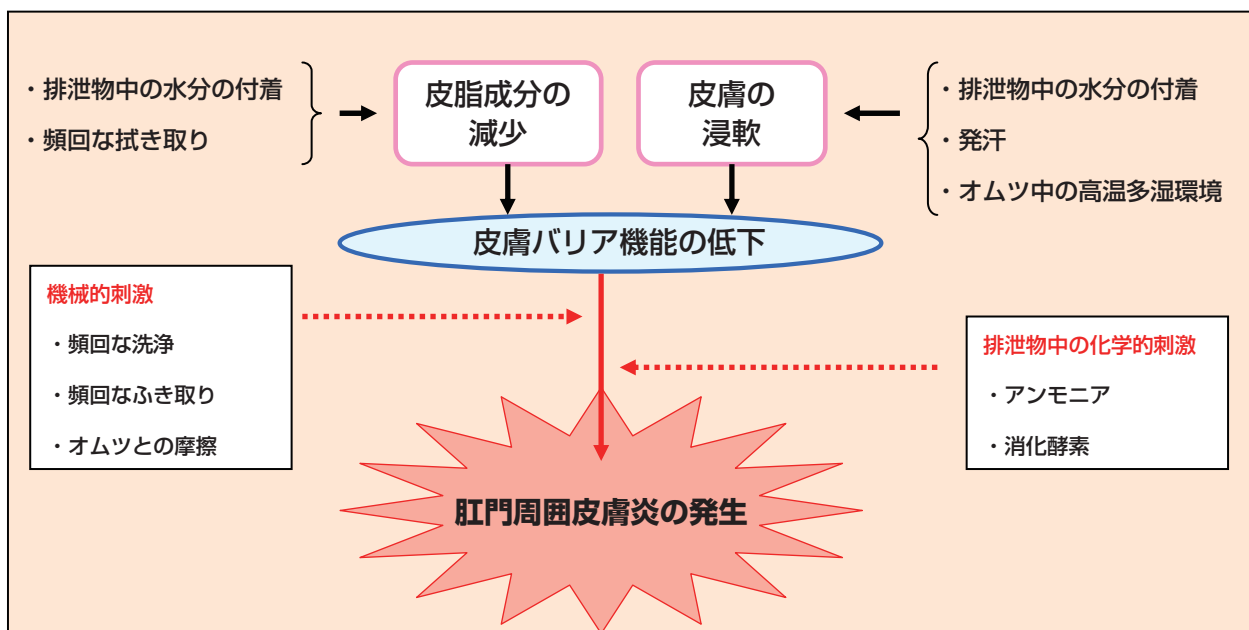 ・排泄物中の水分の付着
・頻回な拭き取り
皮脂成分の
減少
皮膚の
浸軟
・排泄物中の水分の付着
・発汗
・オムツ中の高温多湿環境
皮膚バリア機能の低下
機械的刺激
・頻回な洗浄
・頻回なふき取り
・オムツとの摩擦
排泄物中の化学的刺激
・アンモニア
・消化酵素
肛門周囲皮膚炎の発生